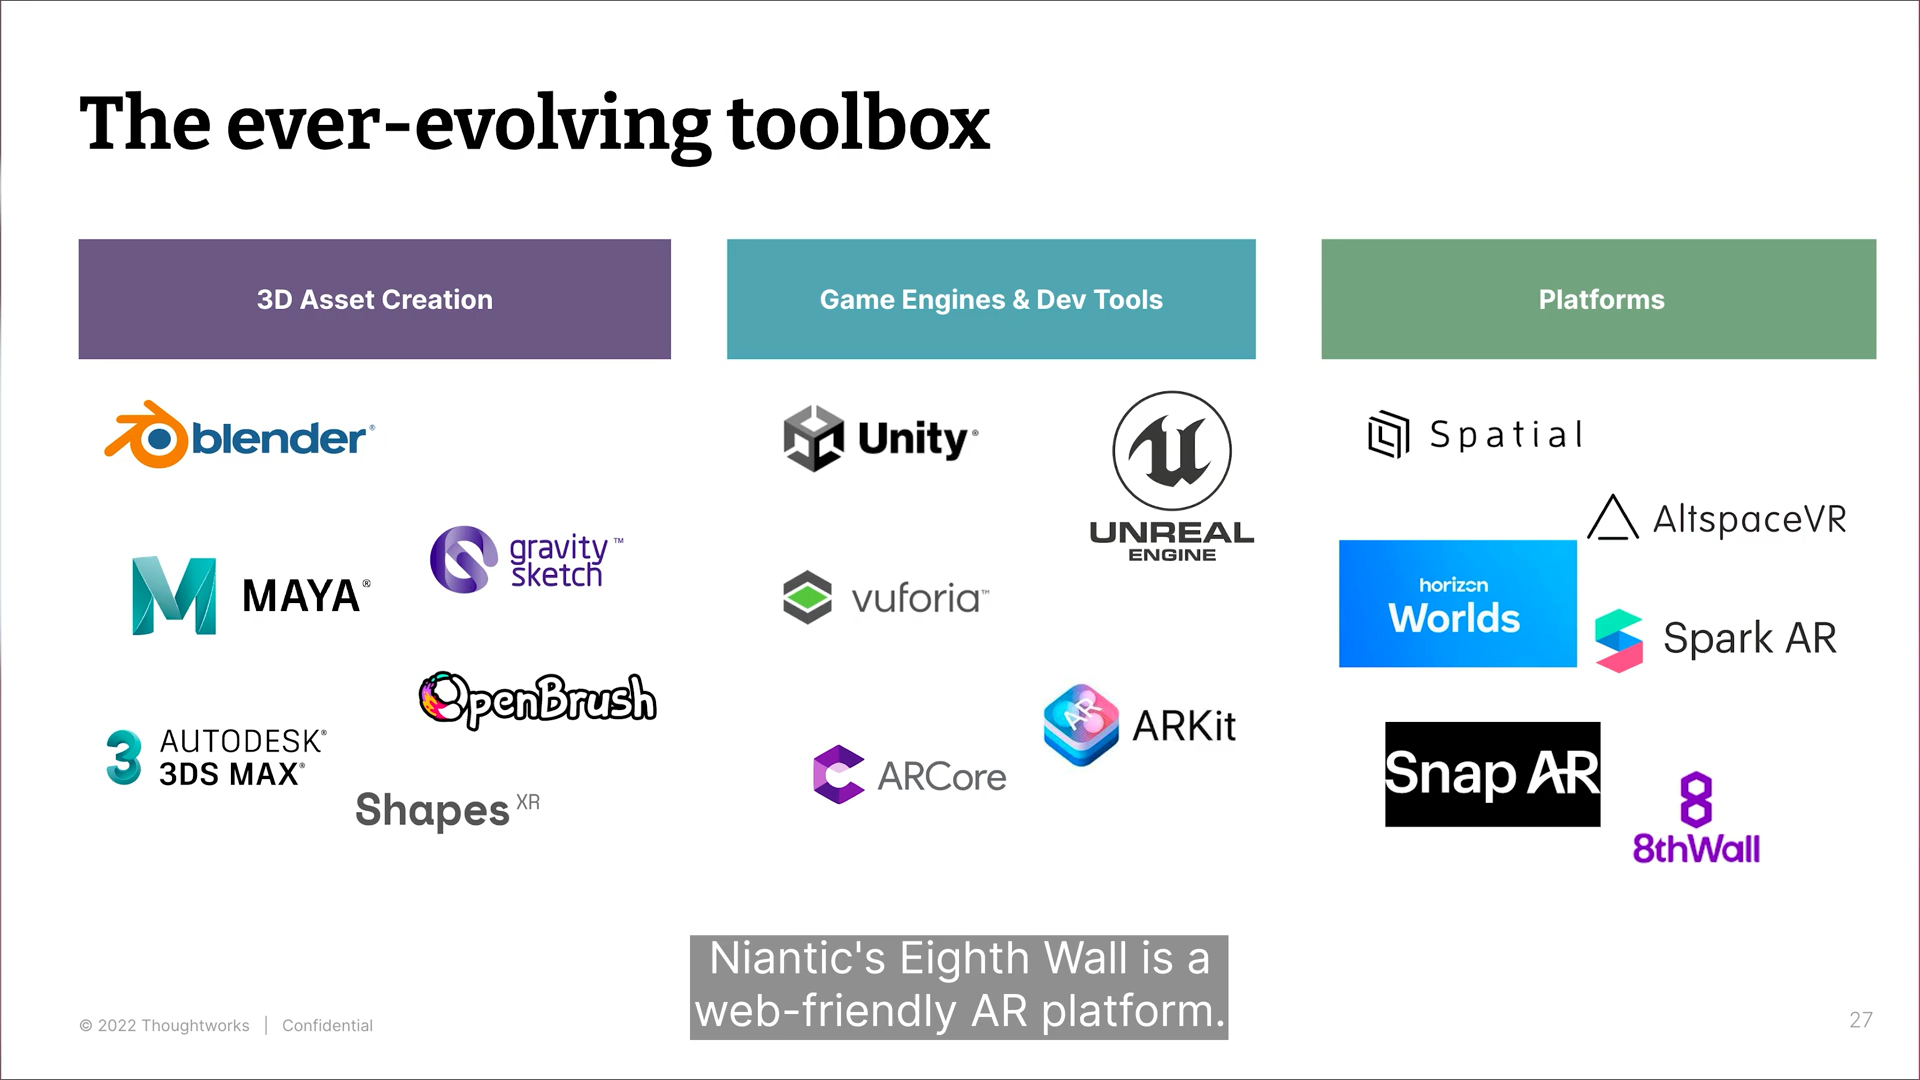 The ever-evolving toolbox
3D Asset Creation
blender®
MAYA®
gravity sketch™
OpenBrush
AUTODESK®
3DS MAX®
Shapes XR
Game Engines & Dev Tools
Unity®
UNREAL
ENGINE
vuforia™
ARKit
ARCore
Platforms
Spatial
AltspaceVR
horizon
Worlds
Spark AR
Snap AR
8thWall
Niantic's Eighth Wall is a
web-friendly AR platform.
© 2022 Thoughtworks | Confidential
27